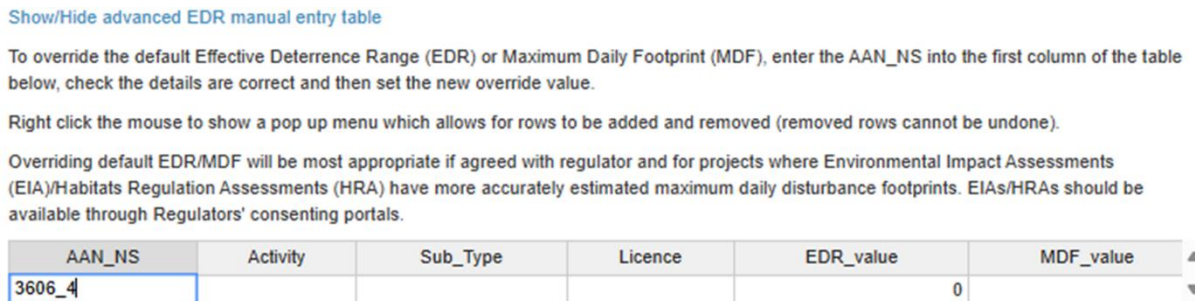 Show/Hide advanced EDR manual entry table
To override the default Effective Deterrence Range (EDR) or Maximum Daily Footprint (MDF), enter the AAN_NS into the first column of the table
below, check the details are correct and then set the new override value.
Right click the mouse to show a pop up menu which allows for rows to be added and removed (removed rows cannot be undone).
Overriding default EDR/MDF will be most appropriate if agreed with regulator and for projects where Environmental Impact Assessments
(EIA)/Habitats Regulation Assessments (HRA) have more accurately estimated maximum daily disturbance footprints. EIAs/HRAs should be
available through Regulators' consenting portals.
AAN_NS Activity Sub_Type Licence EDR_value MDF_value
3606_4 0